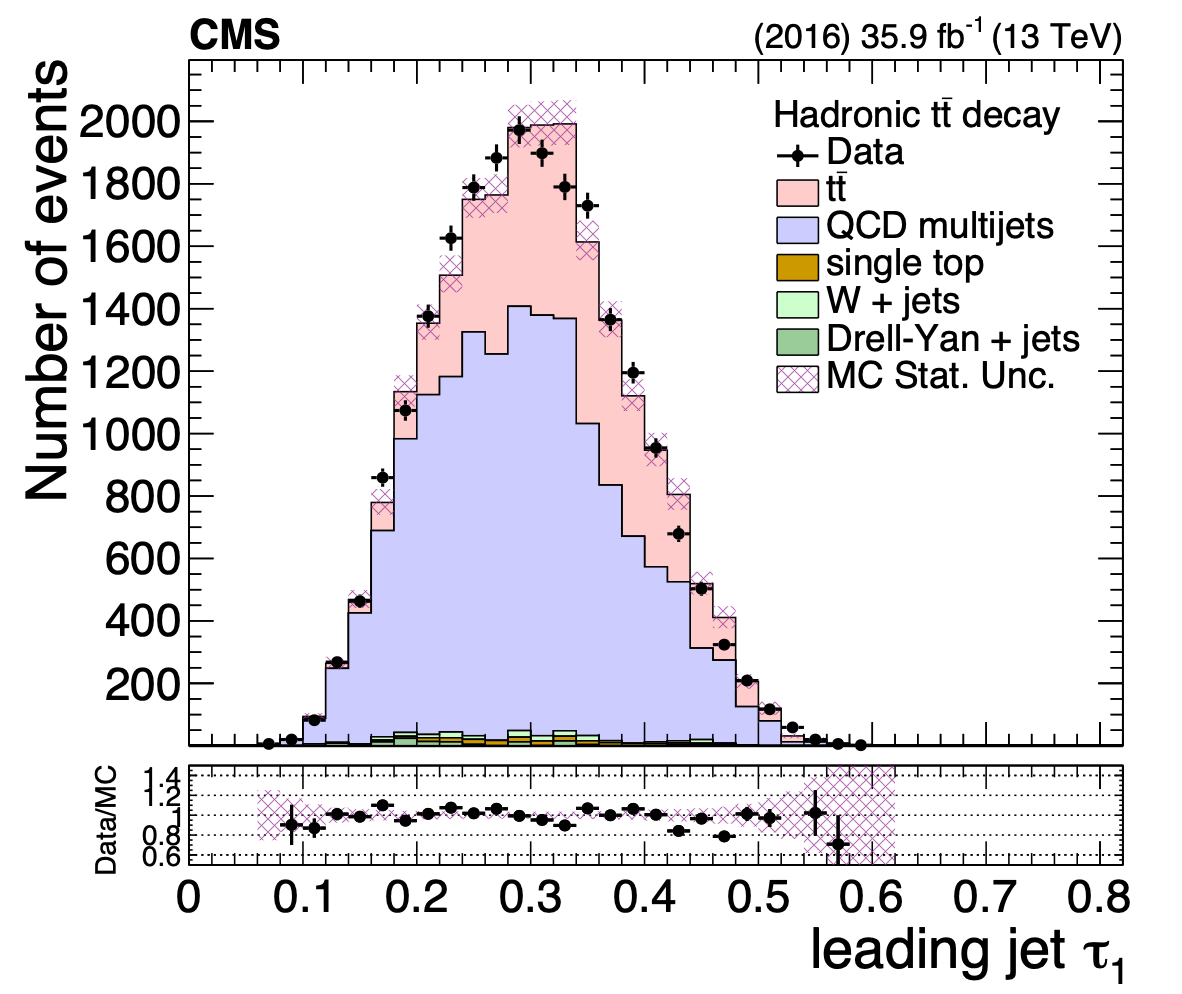 CMS (2016) 35.9 fb⁻¹ (13 TeV)
Number of events
2000
1800
1600
1400
1200
1000
800
600
400
200
Hadronic tt̄ decay
Data
tt̄
QCD multijets
single top
W + jets
Drell-Yan + jets
MC Stat. Unc.
Data/MC
1.4
1.2
1
0.8
0.6
0 0.1 0.2 0.3 0.4 0.5 0.6 0.7 0.8
leading jet τ₁